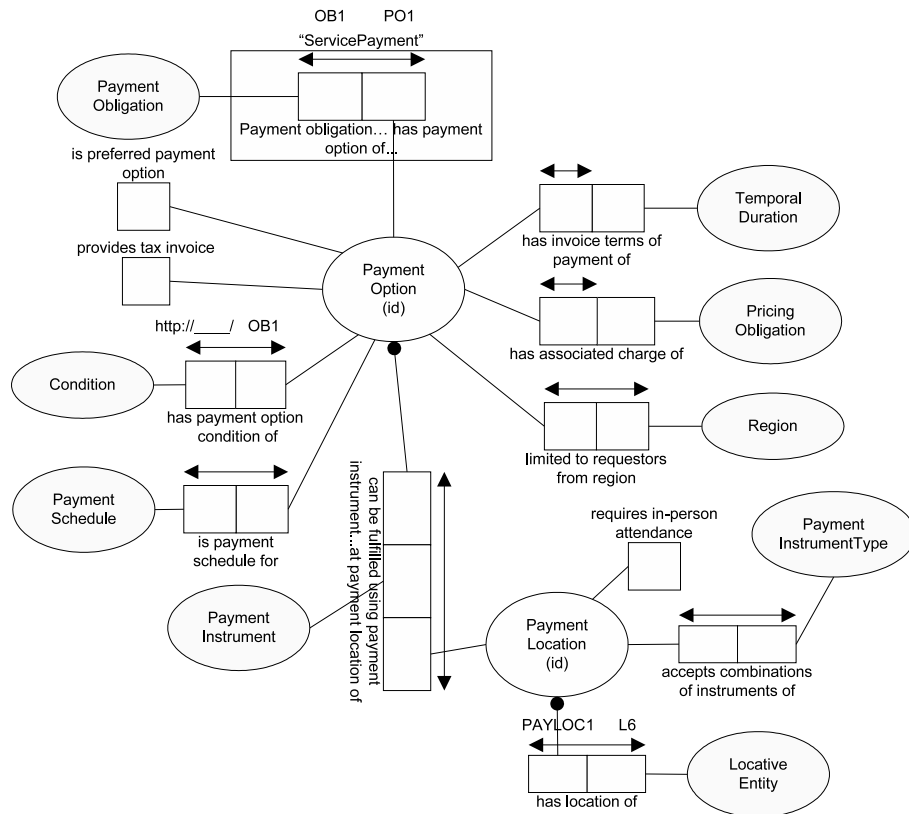 OB1 PO1
“ServicePayment”
Payment
Obligation
Payment obligation… has payment
option of...
is preferred payment
option
provides tax invoice
Payment
Option
(id)
has invoice terms of
payment of
Temporal
Duration
has associated charge of
Pricing
Obligation
limited to requestors
from region
Region
http://____/ OB1
Condition
has payment option
condition of
Payment
Schedule
is payment
schedule for
can be fulfilled using payment
instrument...at payment location of
Payment
Instrument
requires in-person
attendance
Payment
InstrumentType
Payment
Location
(id)
accepts combinations
of instruments of
PAYLOC1 L6
has location of
Locative
Entity